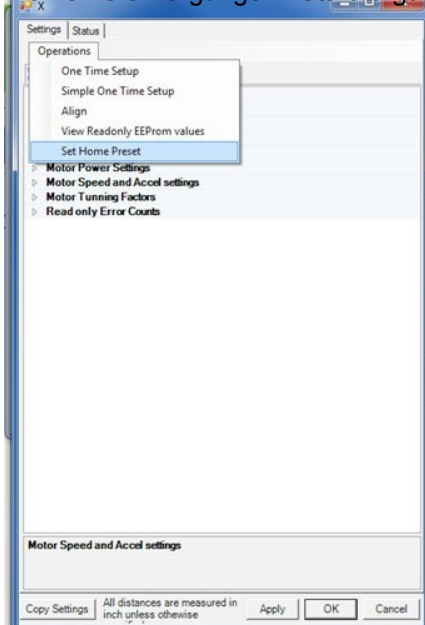 X
Settings
Status
Operations
One Time Setup
Simple One Time Setup
Align
View Readonly EEProm values
Set Home Preset
Motor Power Settings
Motor Speed and Accel settings
Motor Tunning Factors
Read only Error Counts
Motor Speed and Accel settings
Copy Settings
All distances are measured in
inch unless othewise
Apply
OK
Cancel